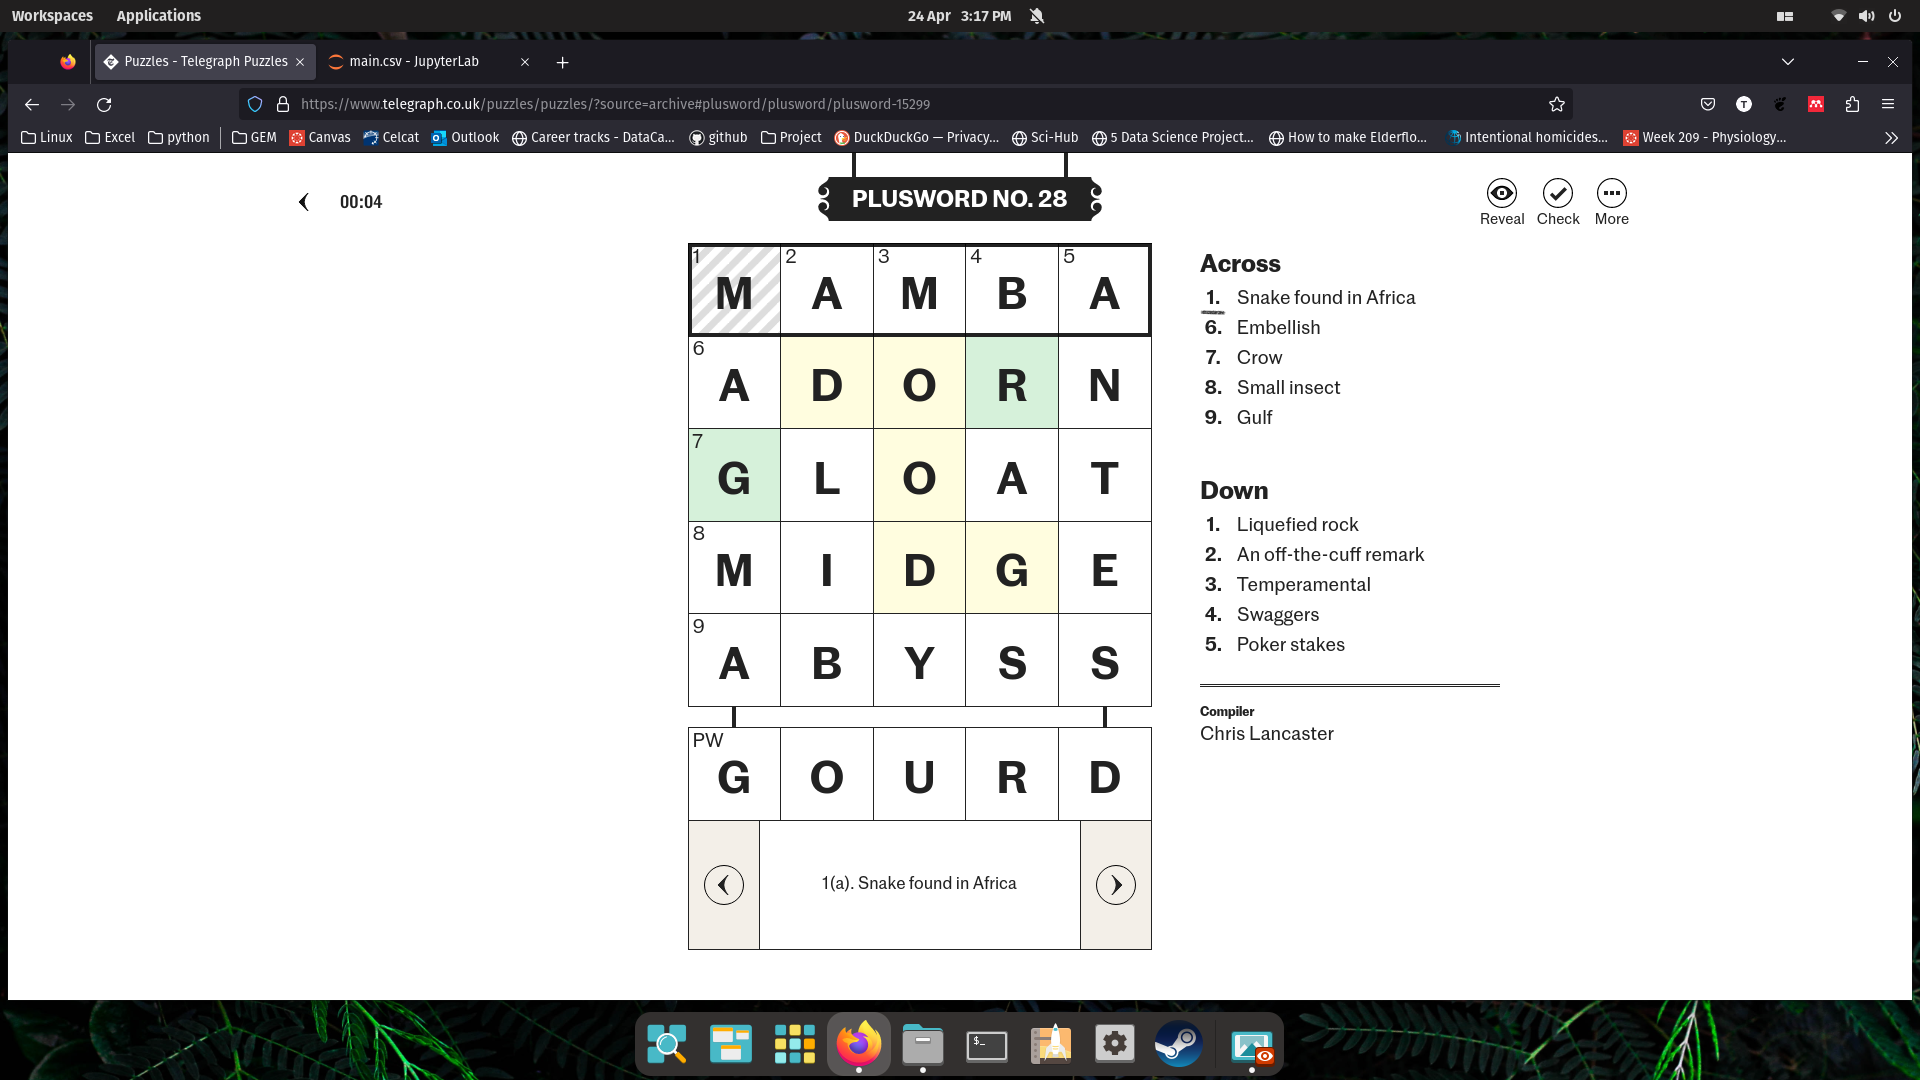 Workspaces Applications 24 Apr 3:17 PM
Puzzles - Telegraph Puzzles main.csv - JupyterLab
https://www.telegraph.co.uk/puzzles/puzzles/?source=archive#plusword/plusword/plusword-15299
Linux Excel python GEM Canvas Celcat Outlook Career tracks - DataCa... github Project DuckDuckGo — Privacy... Sci-Hub 5 Data Science Project... How to make Elderflo... Intentional homicides... Week 209 - Physiology...
00:04
PLUSWORD NO. 28
Reveal Check More
1 2 3 4 5
M A M B A
6
A D O R N
7
G L O A T
8
M I D G E
9
A B Y S S
PW
G O U R D
1(a). Snake found in Africa
Across
1. Snake found in Africa
6. Embellish
7. Crow
8. Small insect
9. Gulf
Down
1. Liquefied rock
2. An off-the-cuff remark
3. Temperamental
4. Swaggers
5. Poker stakes
Compiler
Chris Lancaster